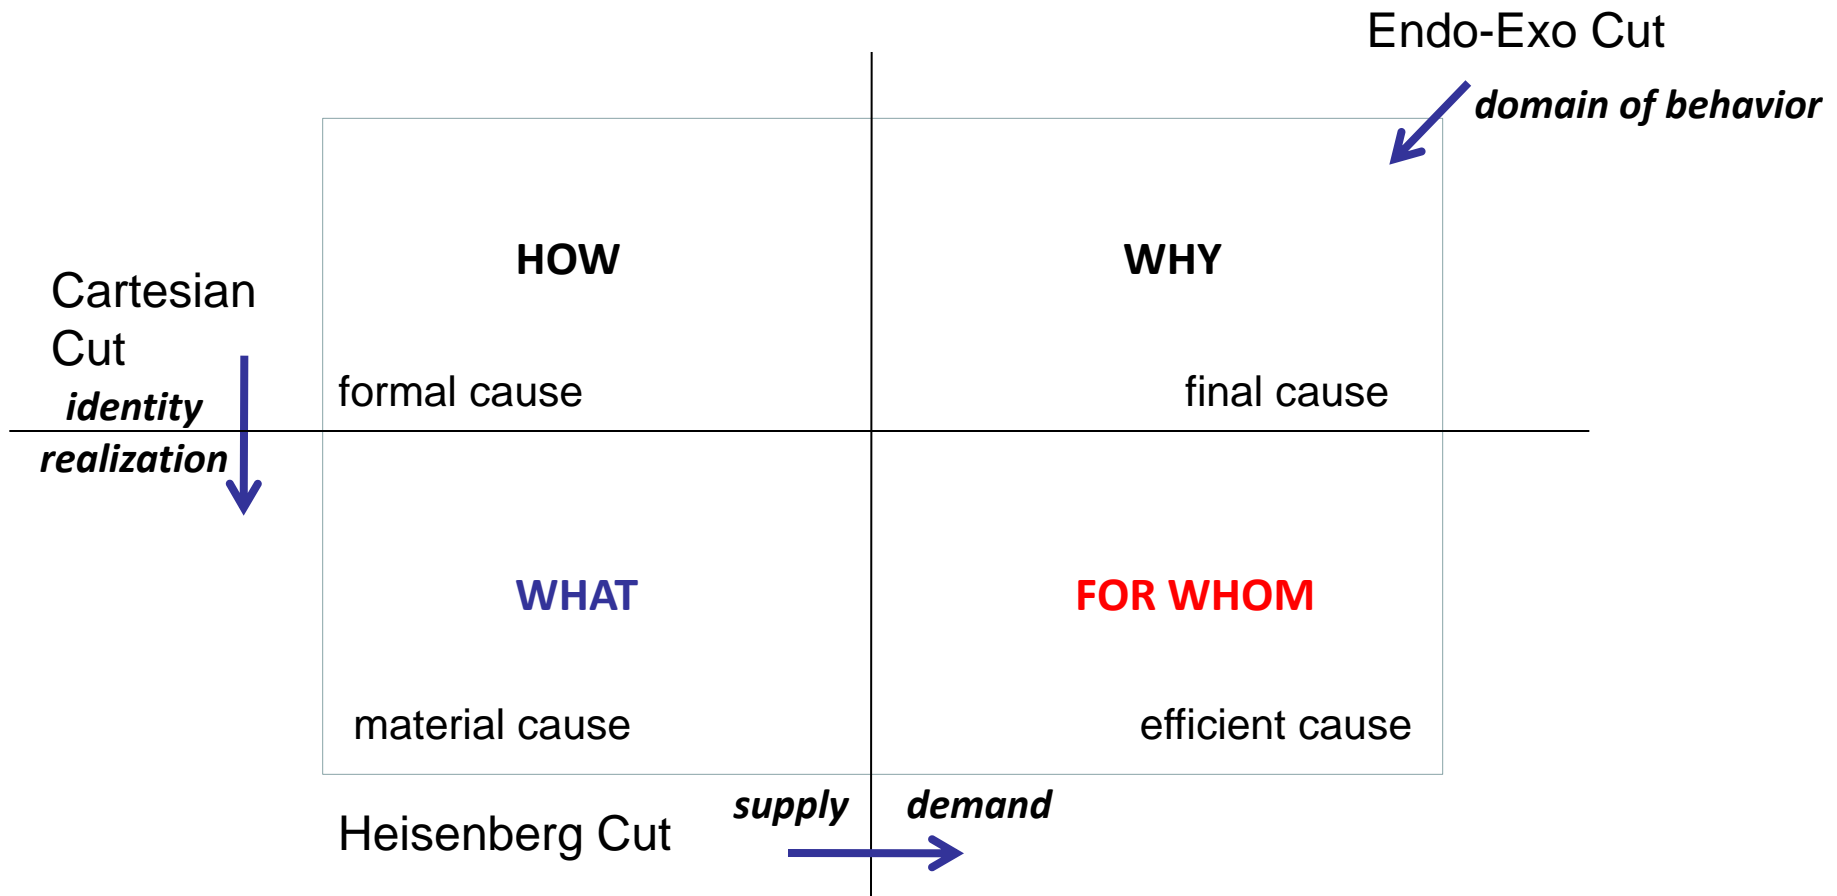 Endo-Exo Cut
domain of behavior
HOW
WHY
Cartesian
Cut
identity
realization
formal cause
final cause
WHAT
FOR WHOM
material cause
efficient cause
supply
demand
Heisenberg Cut